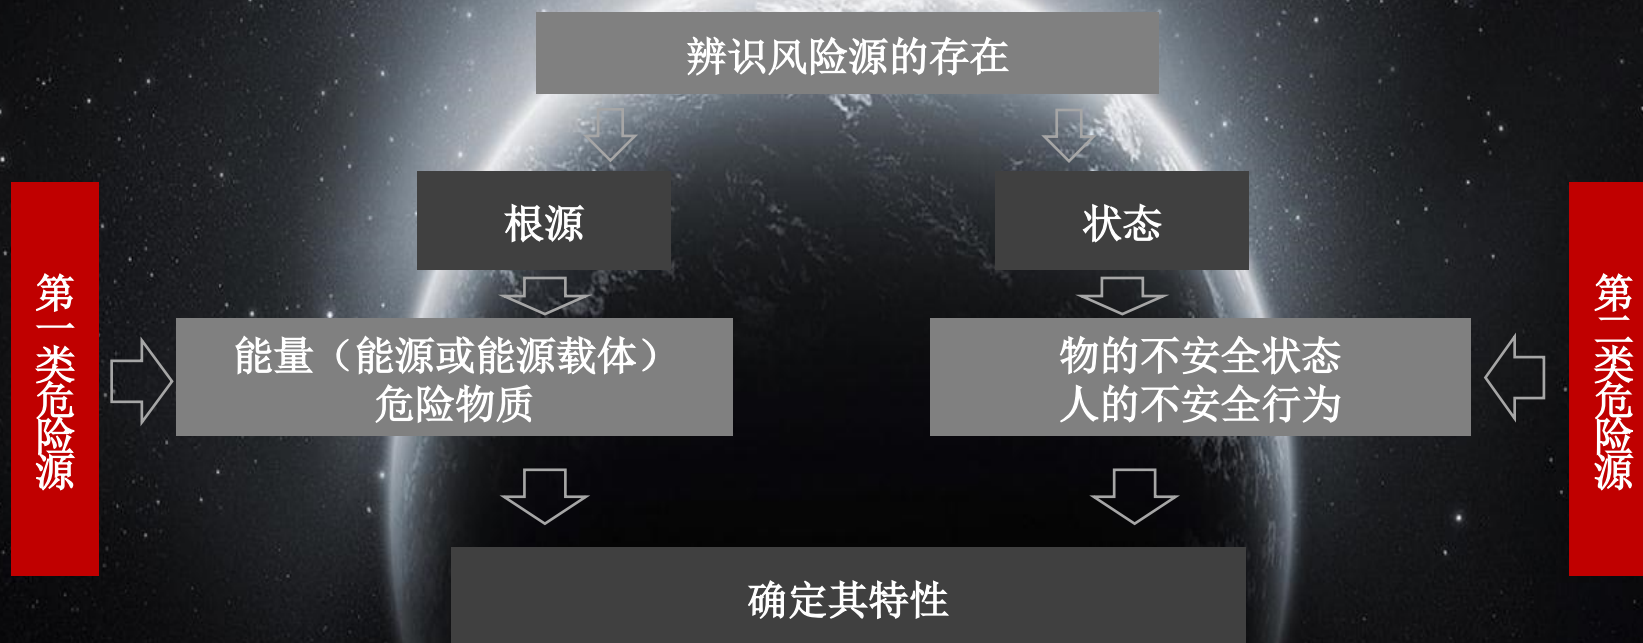 辨识风险源的存在
根源
状态
第一类危险源
能量（能源或能源载体）
危险物质
物的不安全状态
人的不安全行为
第二类危险源
确定其特性